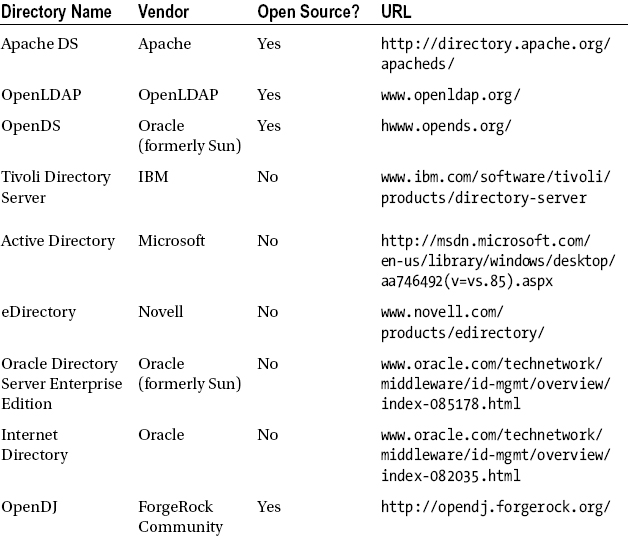 Directory Name Vendor Open Source? URL
Apache DS Apache Yes http://directory.apache.org/
apacheds/
OpenLDAP OpenLDAP Yes www.openldap.org/
OpenDS Oracle Yes hwww.opends.org/
(formerly Sun)
Tivoli Directory IBM No www.ibm.com/software/tivoli/
Server products/directory-server
Active Directory Microsoft No http://msdn.microsoft.com/
en-us/library/windows/desktop/
aa746492(v=vs.85).aspx
eDirectory Novell No www.novell.com/
products/edirectory/
Oracle Directory Oracle No www.oracle.com/technetwork/
Server Enterprise (formerly Sun) middleware/id-mgmt/overview/
Edition index-085178.html
Internet Oracle No www.oracle.com/technetwork/
Directory middleware/id-mgmt/overview/
index-082035.html
OpenDJ ForgeRock Yes http://opendj.forgerock.org/
Community